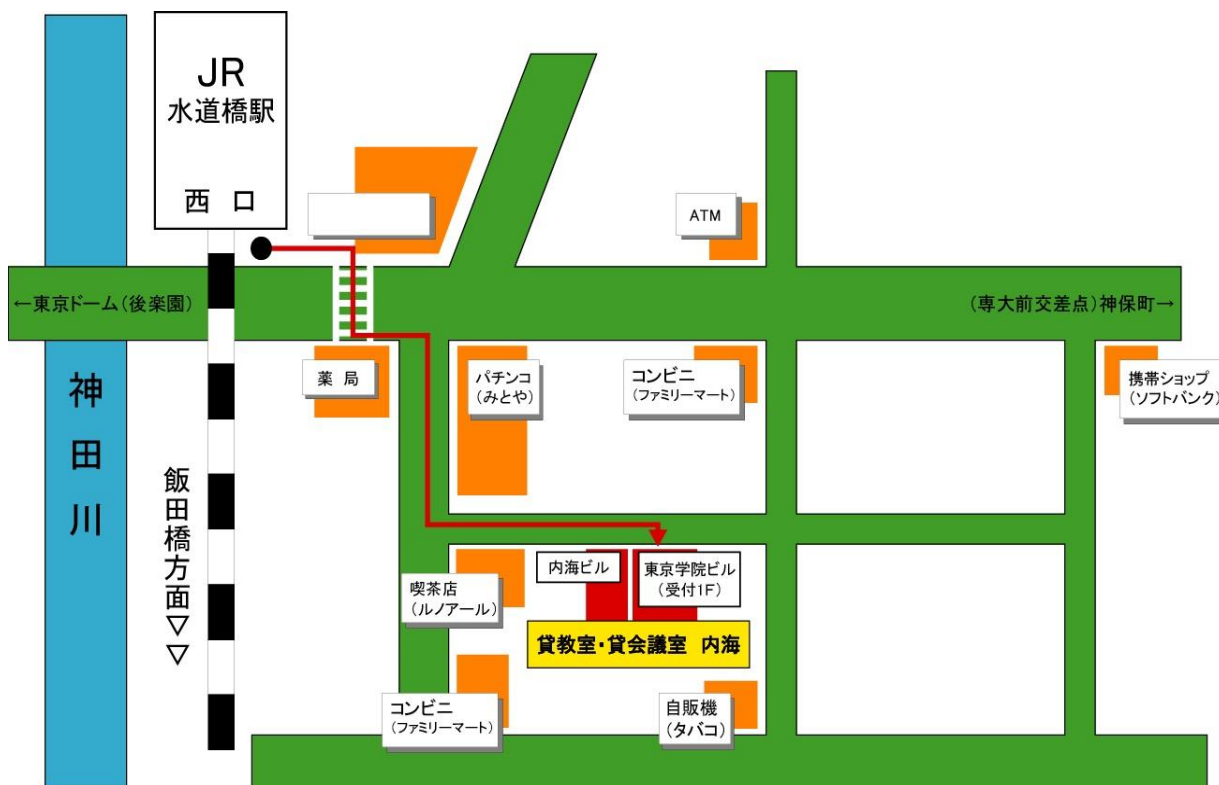 JR
水道橋駅
西 口
ATM
←東京ドーム(後楽園)
(専大前交差点)神保町→
薬 局
パチンコ
(みとや)
コンビニ
(ファミリーマート)
携帯ショップ
(ソフトバンク)
神田川
飯田橋方面▽▽
内海ビル
東京学院ビル
(受付1F)
喫茶店
(ルノアール)
貸教室・貸会議室 内海
コンビニ
(ファミリーマート)
自販機
(タバコ)